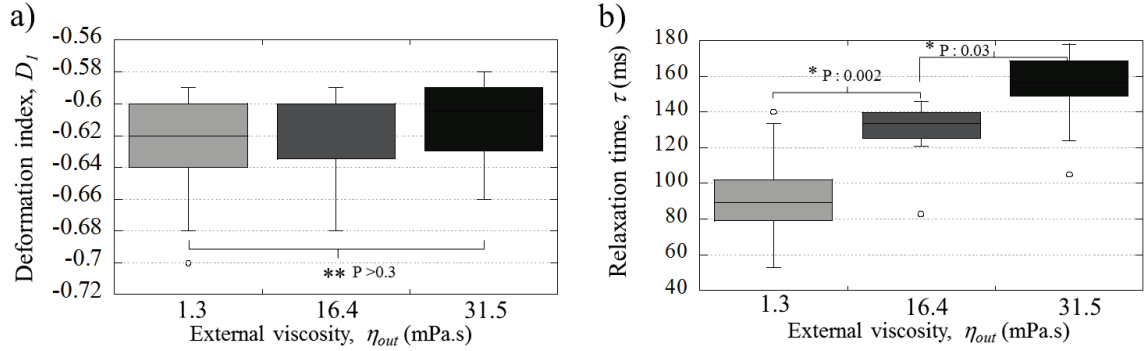 a)
Deformation index, D₁
-0.56
-0.58
-0.6
-0.62
-0.64
-0.66
-0.68
-0.7
-0.72
** P >0.3
1.3 16.4 31.5
External viscosity, ηout (mPa.s)
b)
Relaxation time, τ (ms)
180
160
140
120
100
80
60
40
* P : 0.002
* P : 0.03
1.3 16.4 31.5
External viscosity, ηout (mPa.s)